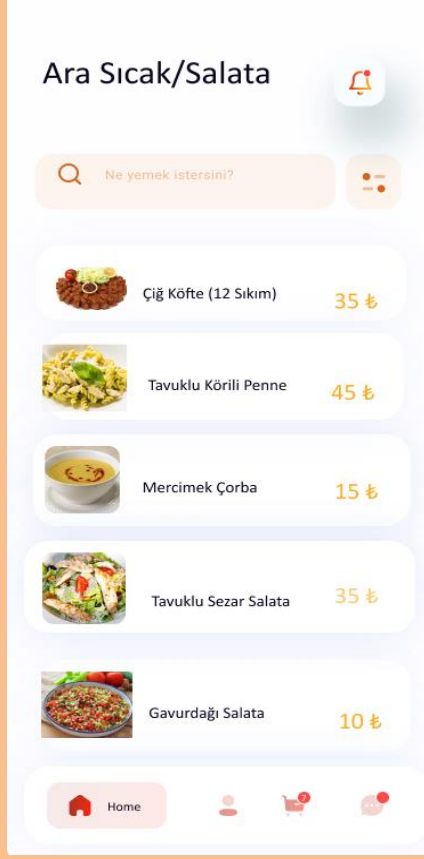 Ara Sıcak/Salata
Ne yemek istersini?
Çiğ Köfte (12 Sıkım)
35 ₺
Tavuklu Körili Penne
45 ₺
Mercimek Çorba
15 ₺
Tavuklu Sezar Salata
35 ₺
Gavurdağı Salata
10 ₺
Home
7